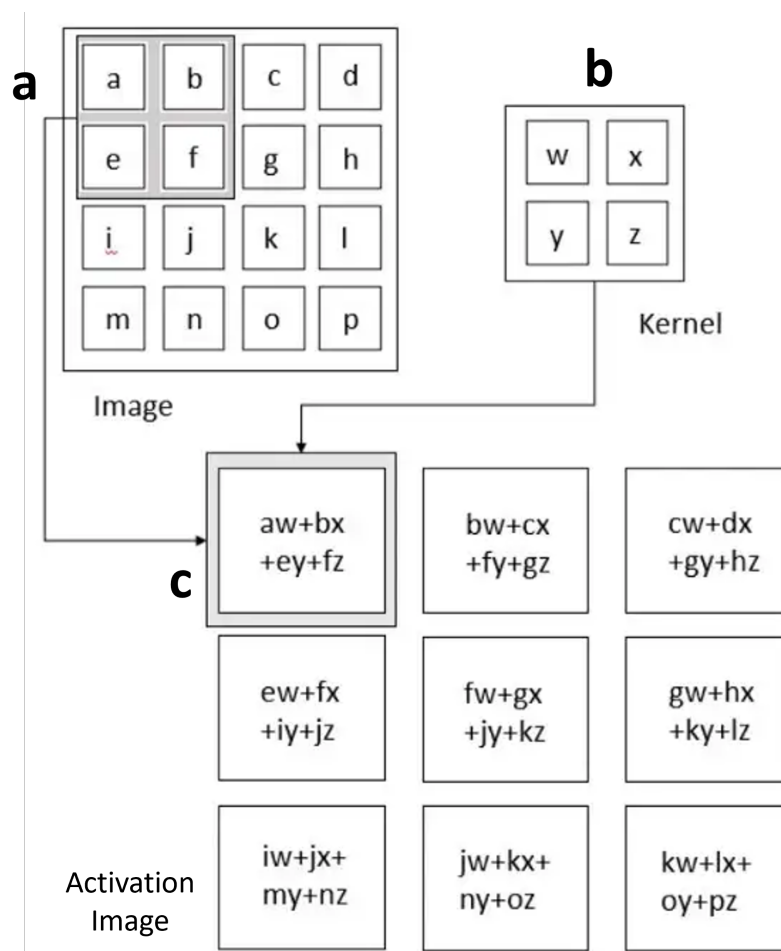 a
b
a b c d
e f g h
w x
y z
i j k l
m n o p
Kernel
Image
aw+bx
+ey+fz
bw+cx
+fy+gz
cw+dx
+gy+hz
c
ew+fx
+iy+jz
fw+gx
+jy+kz
gw+hx
+ky+lz
iw+jx+
my+nz
jw+kx+
ny+oz
kw+lx+
oy+pz
Activation
Image